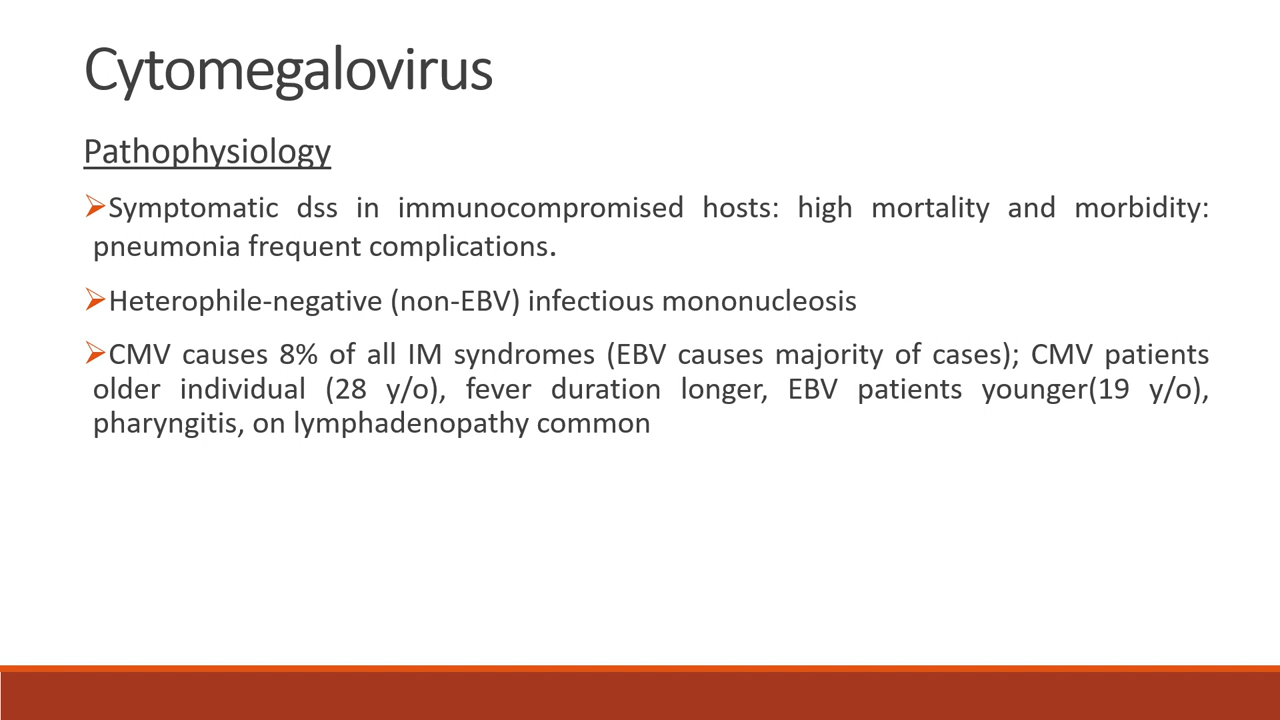 Cytomegalovirus
Pathophysiology
➢Symptomatic dss in immunocompromised hosts: high mortality and morbidity:
pneumonia frequent complications.
➢Heterophile-negative (non-EBV) infectious mononucleosis
➢CMV causes 8% of all IM syndromes (EBV causes majority of cases); CMV patients
older individual (28 y/o), fever duration longer, EBV patients younger(19 y/o),
pharyngitis, on lymphadenopathy common